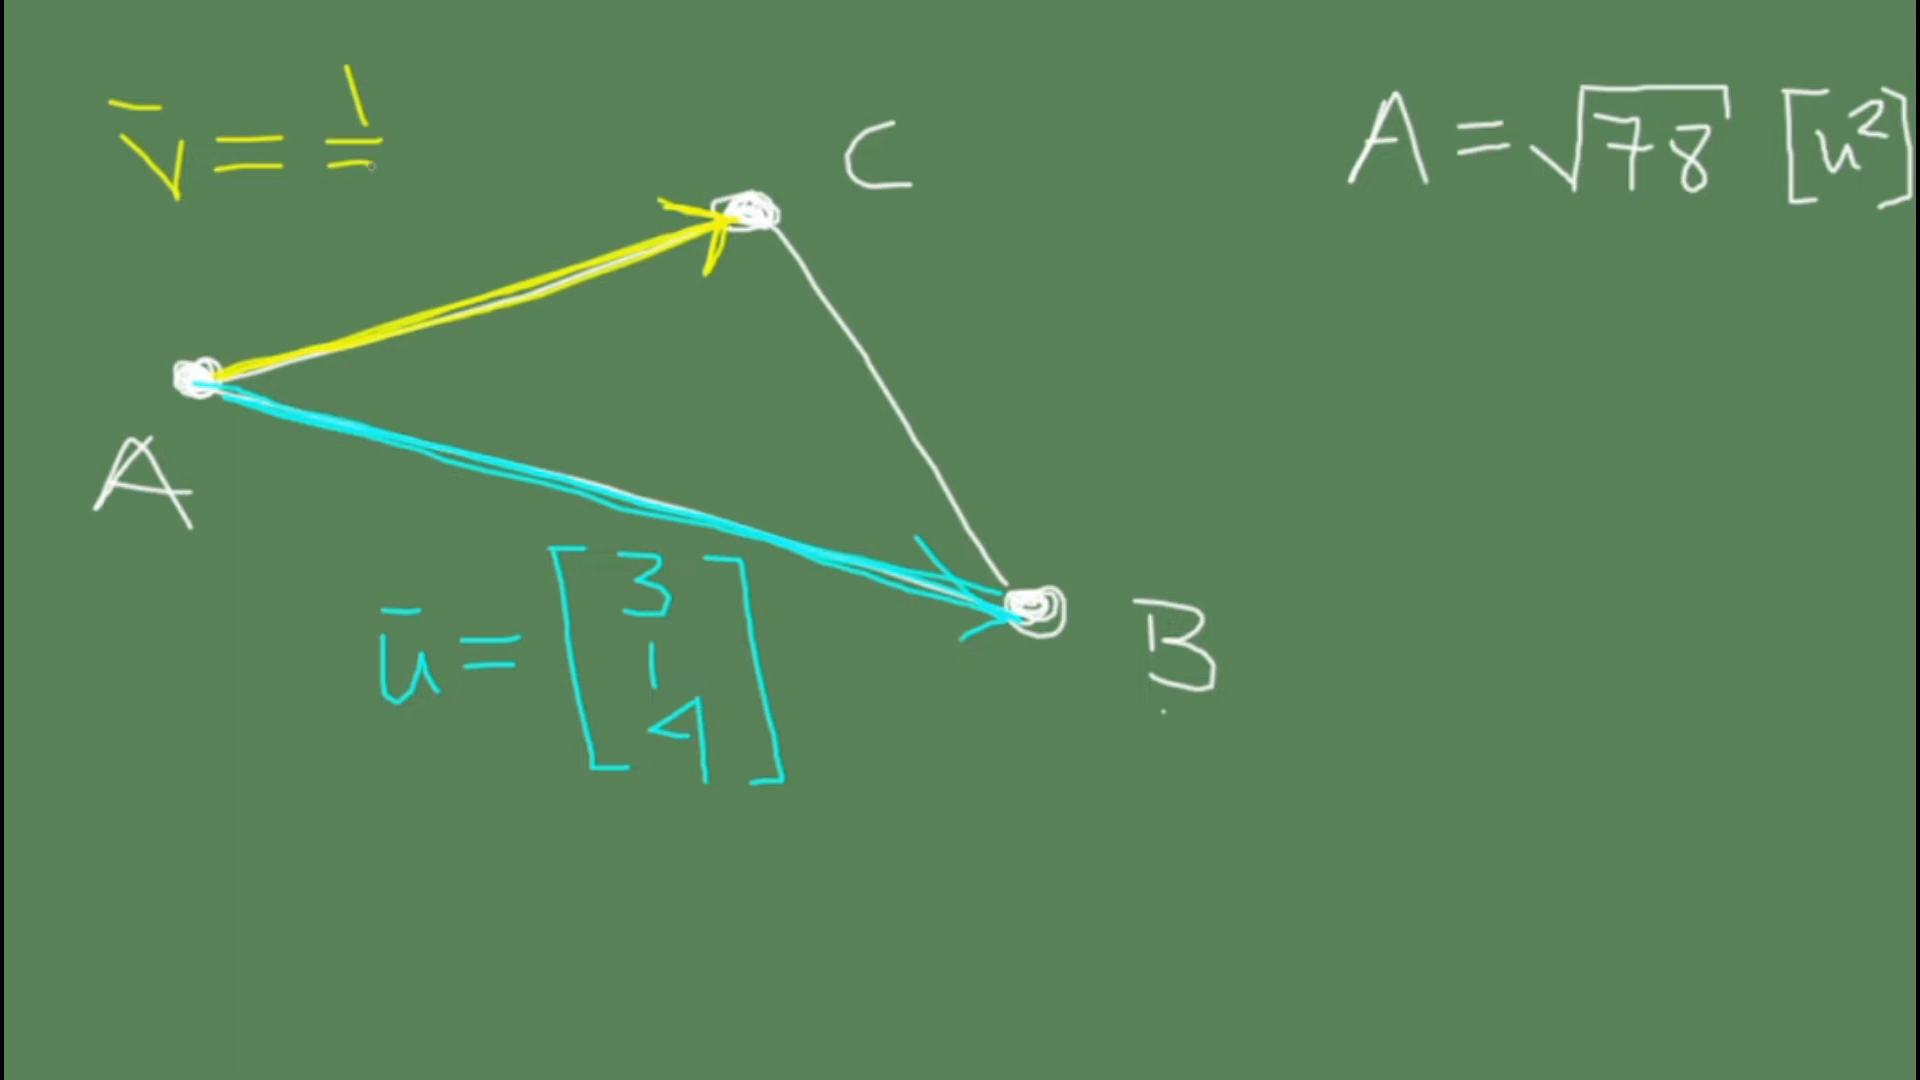 v̅ = 1
=
C
A = √78 [u²]
A
B
u̅ = [3
1
4]